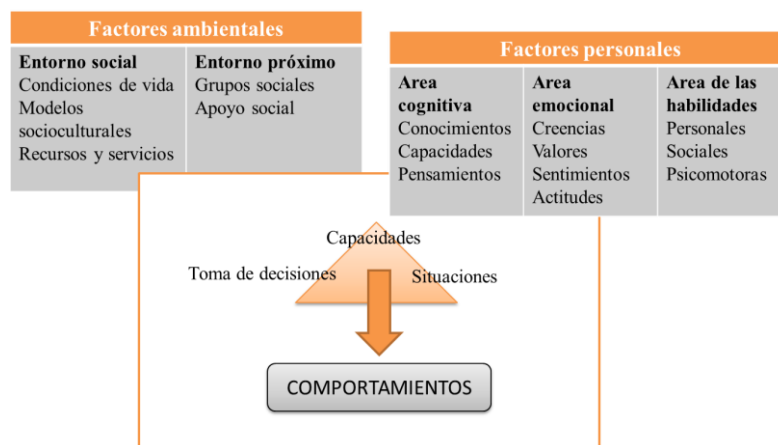 Factores ambientales
Entorno social
Condiciones de vida
Modelos
socioculturales
Recursos y servicios
Entorno próximo
Grupos sociales
Apoyo social
Factores personales
Area
cognitiva
Conocimientos
Capacidades
Pensamientos
Area
emocional
Creencias
Valores
Sentimientos
Actitudes
Area de las
habilidades
Personales
Sociales
Psicomotoras
Capacidades
Toma de decisiones
Situaciones
COMPORTAMIENTOS